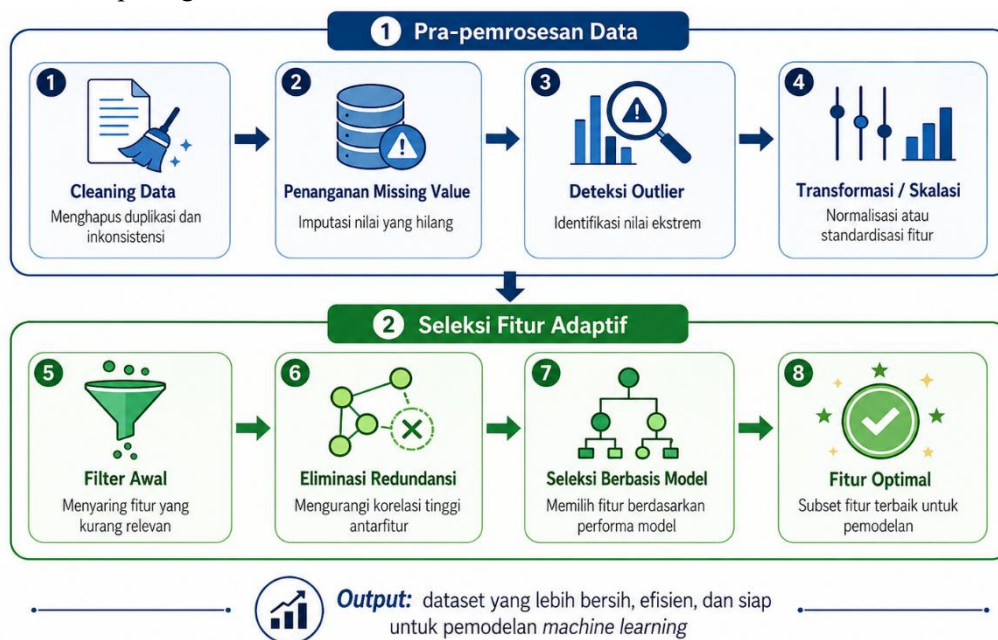 1 Pra-pemrosesan Data
1
Cleaning Data
Menghapus duplikasi dan
inkonsistensi
2
Penanganan Missing Value
Imputasi nilai yang hilang
3
Deteksi Outlier
Identifikasi nilai ekstrem
4
Transformasi / Skalasi
Normalisasi atau
standardisasi fitur
2 Seleksi Fitur Adaptif
5
Filter Awal
Menyaring fitur yang
kurang relevan
6
Eliminasi Redundansi
Mengurangi korelasi tinggi
antarfitur
7
Seleksi Berbasis Model
Memilih fitur berdasarkan
performa model
8
Fitur Optimal
Subset fitur terbaik untuk
pemodelan
Output: dataset yang lebih bersih, efisien, dan siap
untuk pemodelan machine learning